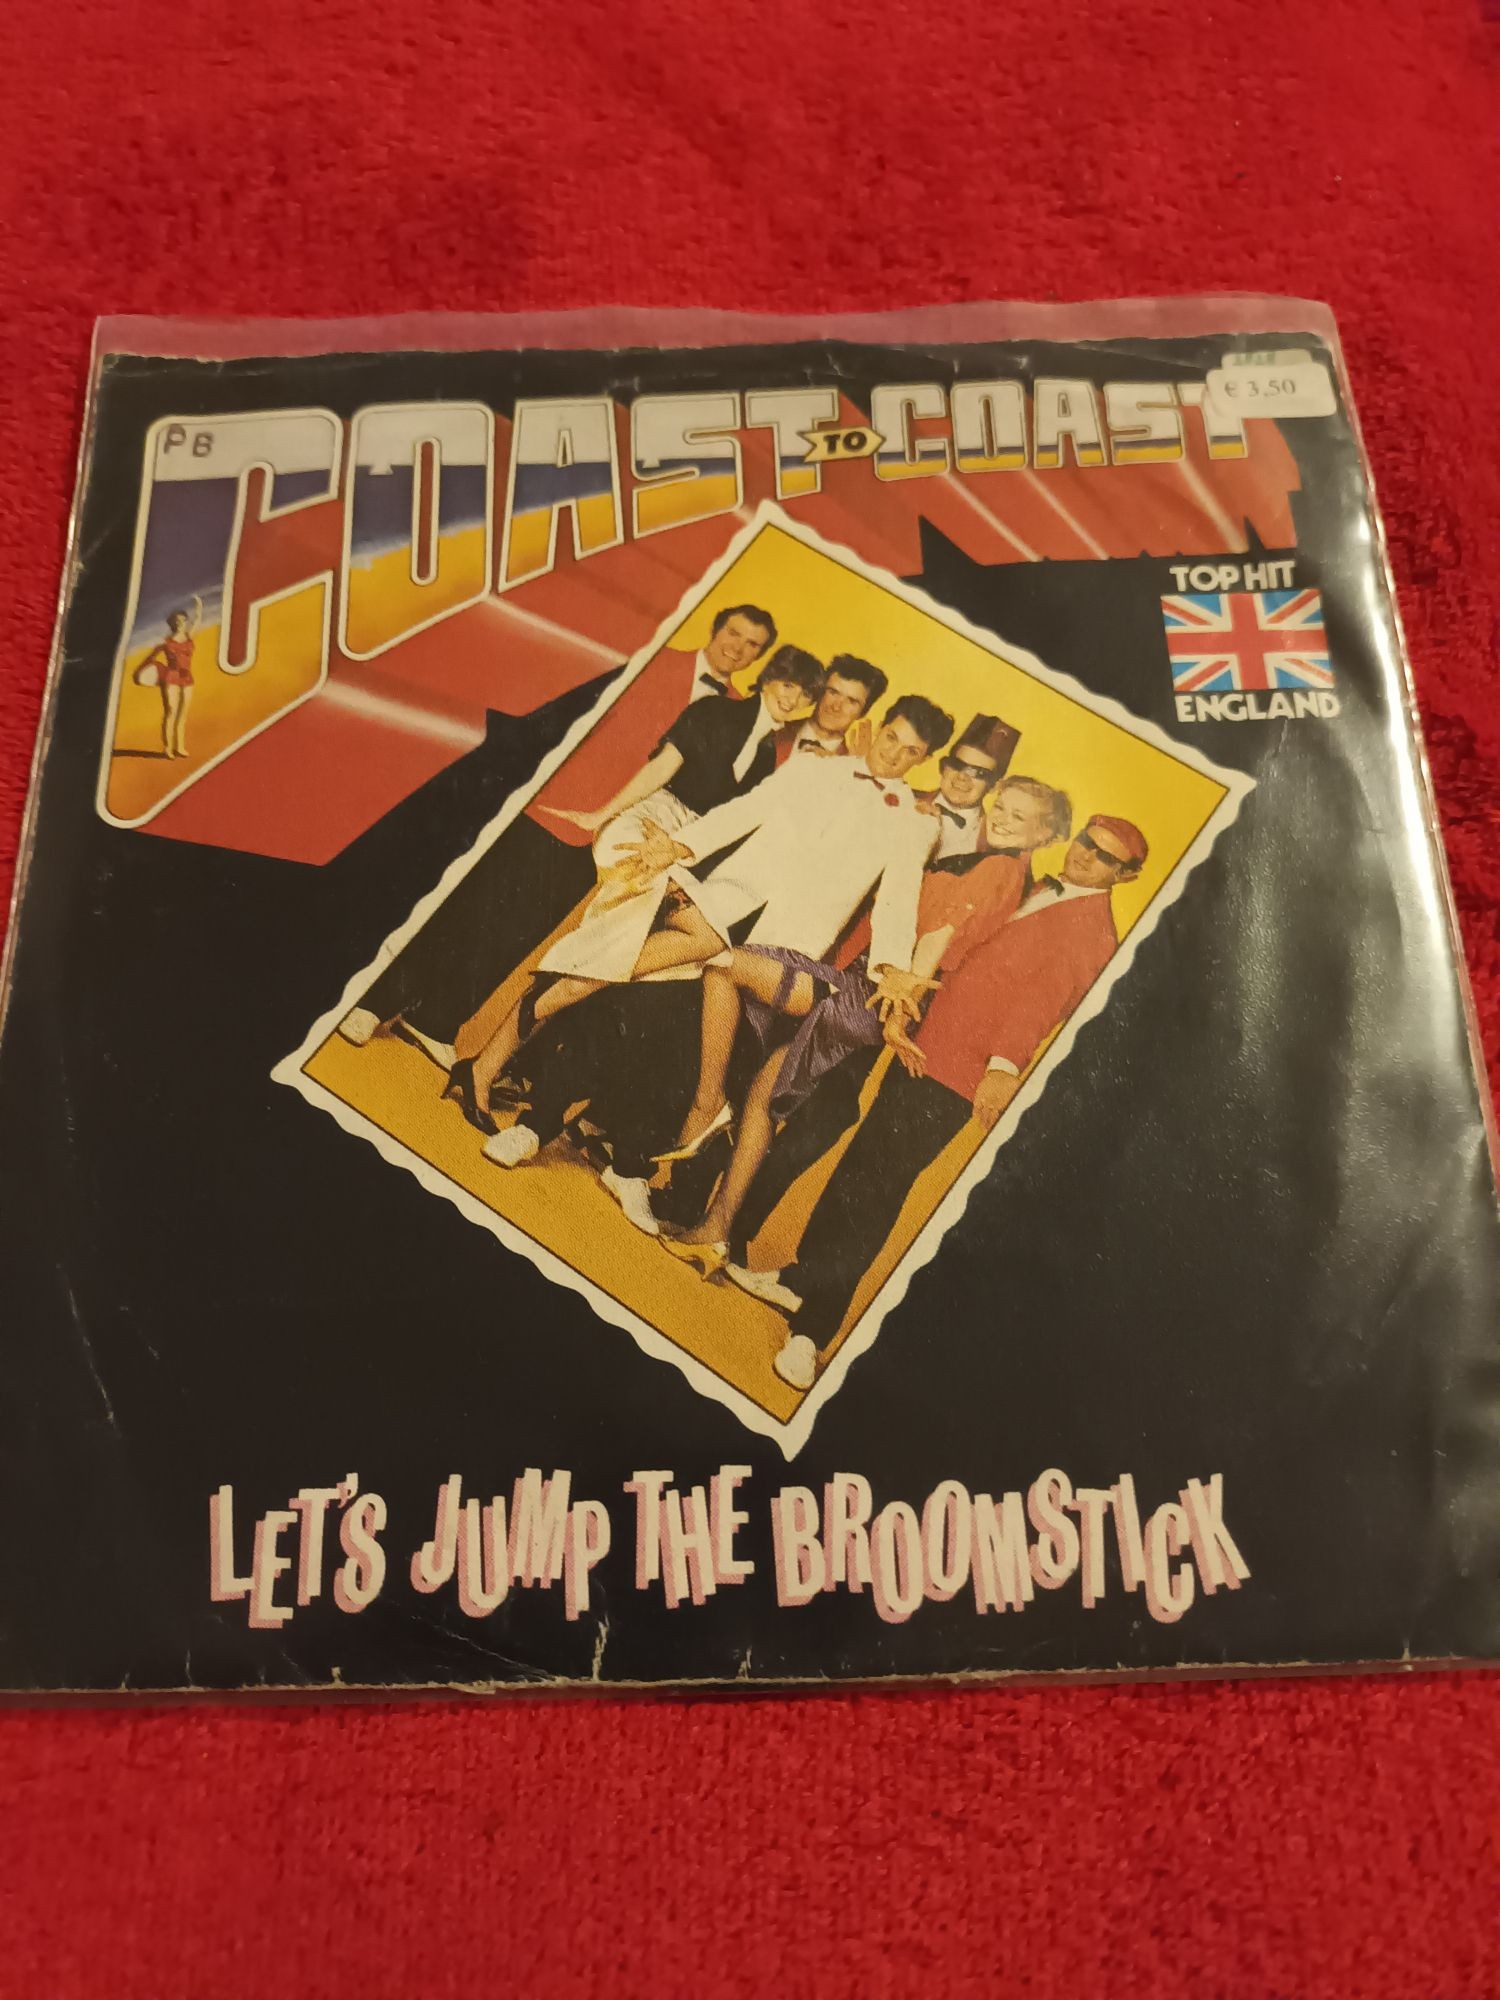 € 3,50
PB
COAST TO COAST
TOP HIT
ENGLAND
LET'S JUMP THE BROOMSTICK